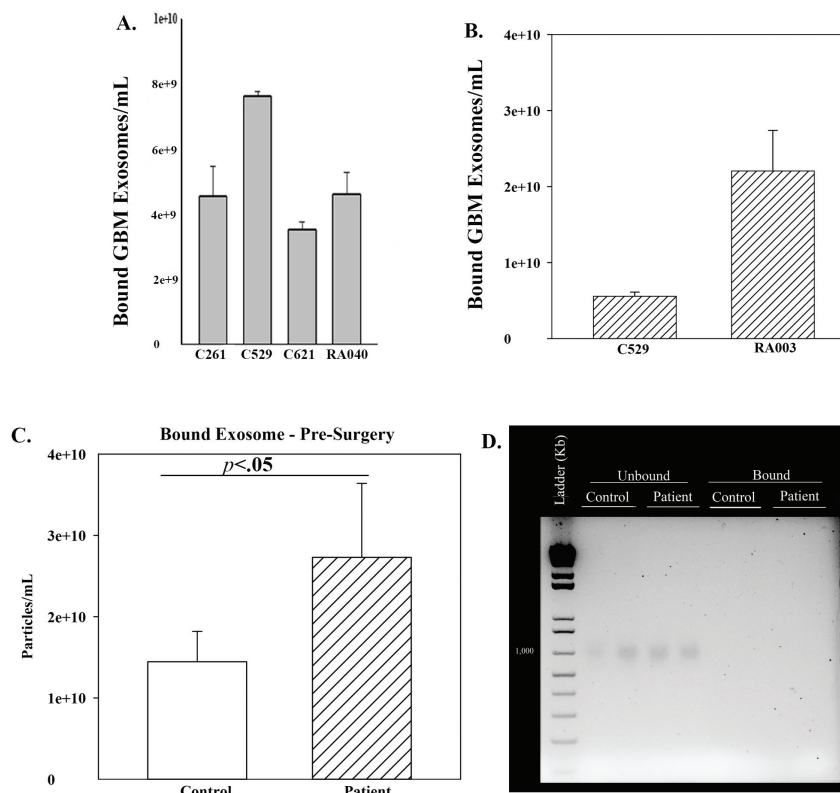 A.
Bound GBM Exosomes/mL
1e+10
8e+9
6e+9
4e+9
2e+9
0
C261 C529 C621 RA040
B.
Bound GBM Exosomes/mL
4e+10
3e+10
2e+10
1e+10
0
C529 RA003
C.
Bound Exosome - Pre-Surgery
p<.05
Particles/mL
4e+10
3e+10
2e+10
1e+10
0
Control Patient
D.
Ladder (Kb)
Unbound Bound
Control Patient Control Patient
1,000